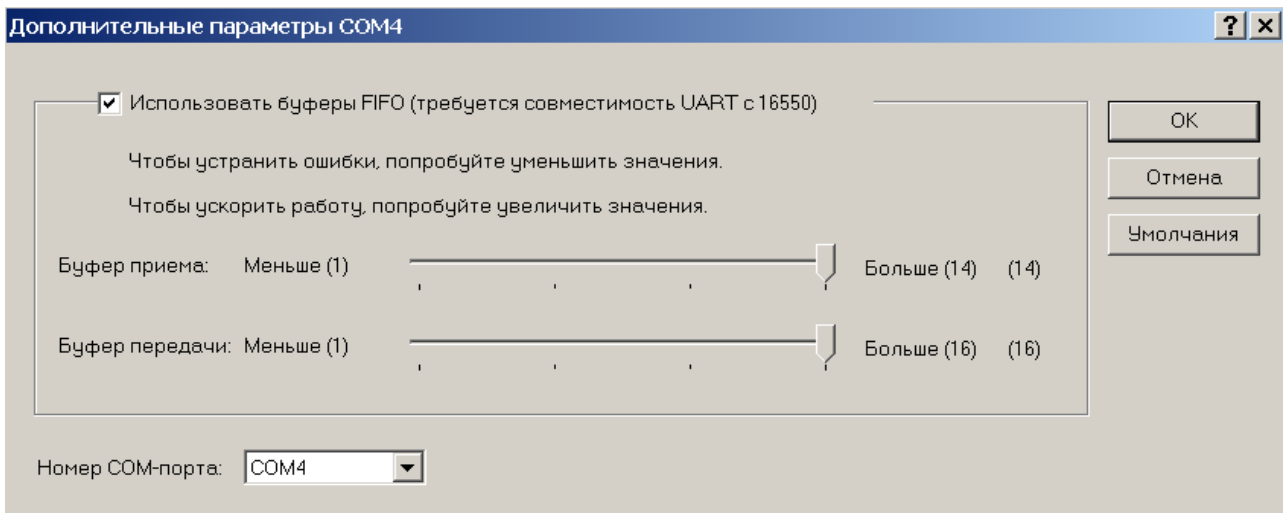 Дополнительные параметры COM4
Использовать буферы FIFO (требуется совместимость UART с 16550)
Чтобы устранить ошибки, попробуйте уменьшить значения.
Чтобы ускорить работу, попробуйте увеличить значения.
Буфер приема: Меньше (1) Больше (14) (14)
Буфер передачи: Меньше (1) Больше (16) (16)
Номер COM-порта: COM4
OK
Отмена
Умолчания